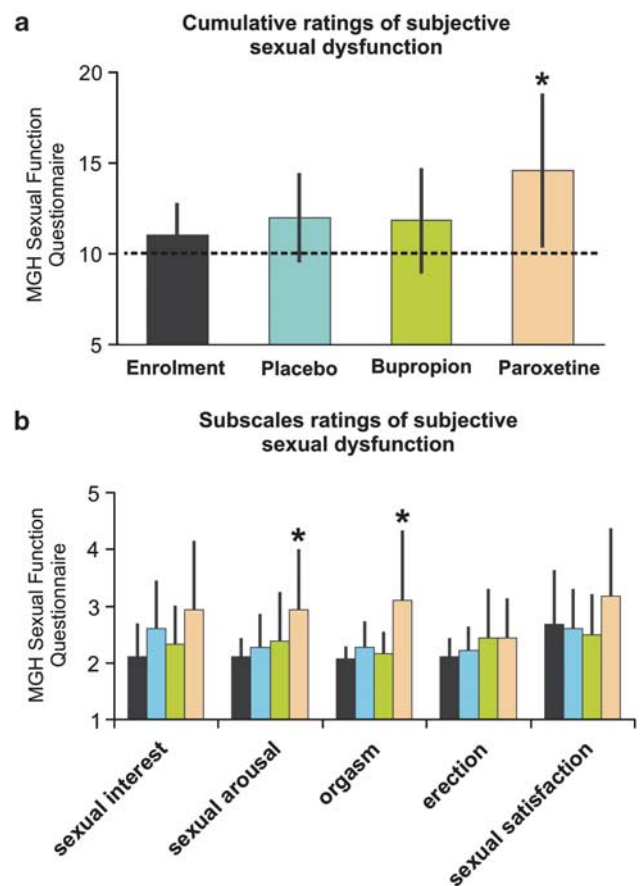 a
Cumulative ratings of subjective
sexual dysfunction
MGH Sexual Function
Questionnaire
20
*
15
10
5
Enrolment Placebo Bupropion Paroxetine
b
Subscales ratings of subjective
sexual dysfunction
MGH Sexual Function
Questionnaire
5
* *
4
3
2
1
sexual interest
sexual arousal
orgasm
erection
sexual satisfaction